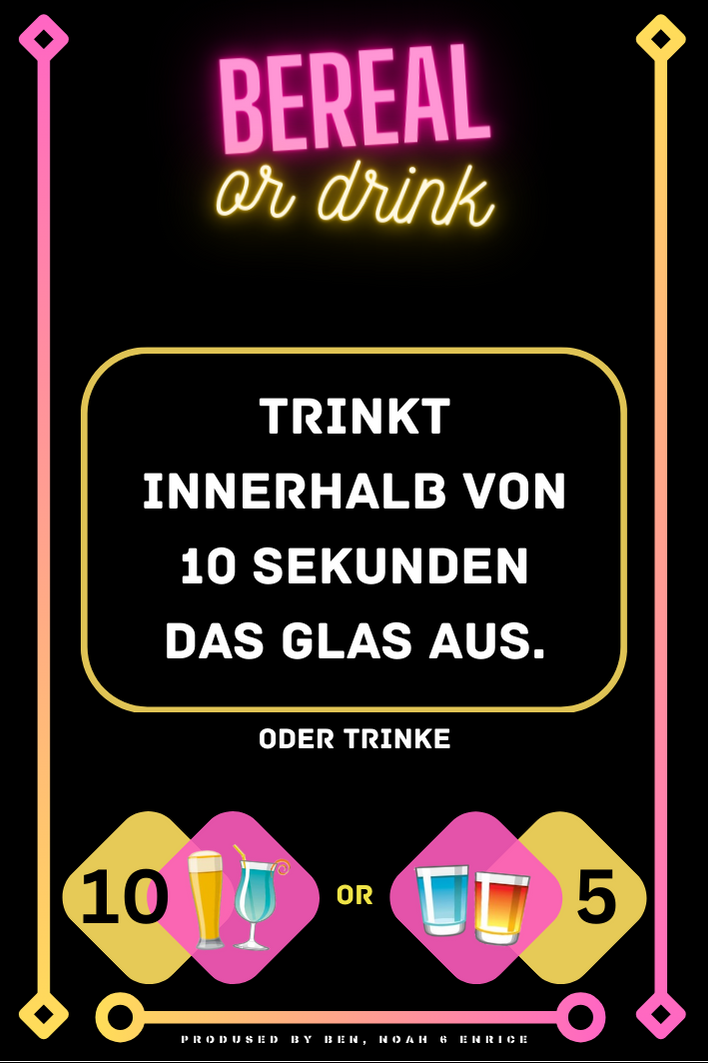 BEREAL
or drink
TRINKT
INNERHALB VON
10 SEKUNDEN
DAS GLAS AUS.
ODER TRINKE
10 OR 5
PRODUSED BY BEN, NOAH & ENRICE